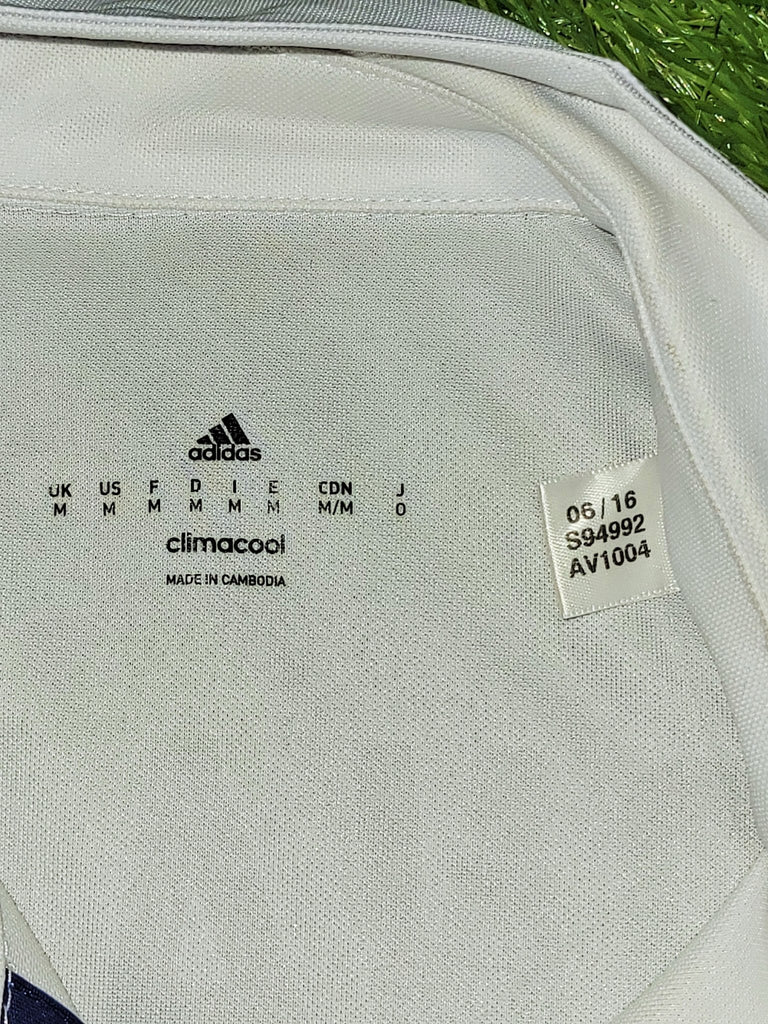 adidas
UK US F D I E CDN J
M M M M M M M/M O
climacool
MADE IN CAMBODIA
06/16
S94992
AV1004